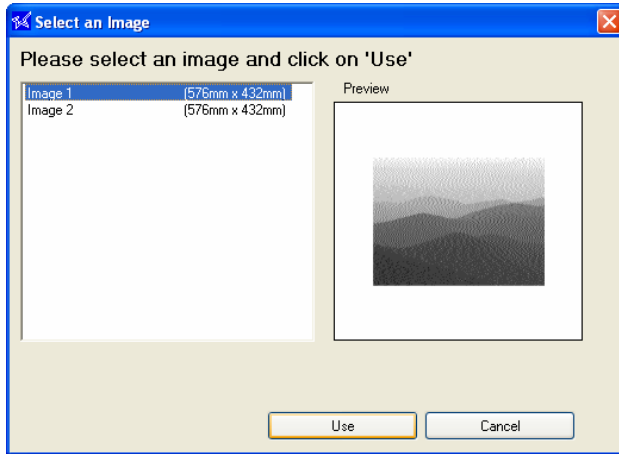 Select an Image
Please select an image and click on 'Use'
Image 1 (576mm x 432mm)
Image 2 (576mm x 432mm)
Preview
Use
Cancel